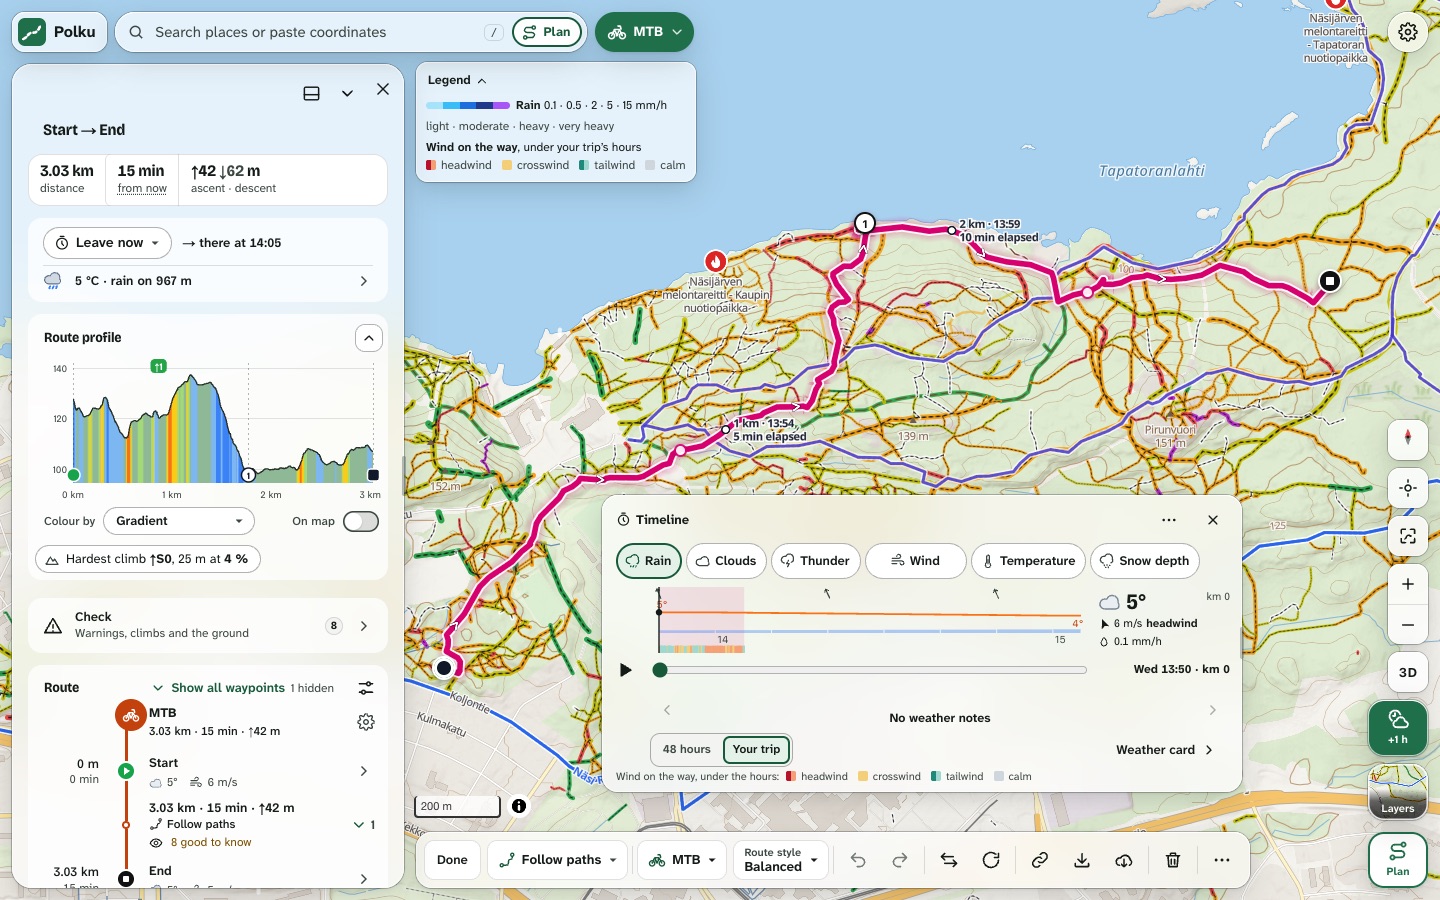 Polku
Search places or paste coordinates
/
Plan
MTB
Start → End
3.03 km
distance
15 min
from now
↑42 ↓62 m
ascent · descent
Leave now
→ there at 14:05
5 °C · rain on 967 m
Route profile
↑1
140
120
100
1
0 km
1 km
2 km
3 km
Colour by
Gradient
On map
Hardest climb ↑S0, 25 m at 4 %
Check
Warnings, climbs and the ground
8
Route
Show all waypoints
1 hidden
MTB
3.03 km · 15 min · ↑42 m
0 m
0 min
Start
5°
6 m/s
3.03 km · 15 min · ↑42 m
Follow paths
1
8 good to know
3.03 km
End
Legend
Rain 0.1 · 0.5 · 2 · 5 · 15 mm/h
light · moderate · heavy · very heavy
Wind on the way, under your trip's hours
headwind
crosswind
tailwind
calm
Näsijärven
melontareitti
- Tapatoran
nuotiopaikka
Tapatoranlahti
1
2 km · 13:59
10 min elapsed
Näsijärven
melontareitti - Kaupin
nuotiopaikka
100
1 km · 13:54
5 min elapsed
139 m
Pirunvuori
151 m
152 m
125
Koljontie
Kulmakatu
Timeline
Rain
Clouds
Thunder
Wind
Temperature
Snow depth
5°
4°
14
15
5°
km 0
6 m/s headwind
0.1 mm/h
Wed 13:50 · km 0
No weather notes
48 hours
Your trip
Weather card
Wind on the way, under the hours:
headwind
crosswind
tailwind
calm
200 m
Done
Follow paths
MTB
Route style
Balanced
3D
+1 h
Layers
Plan